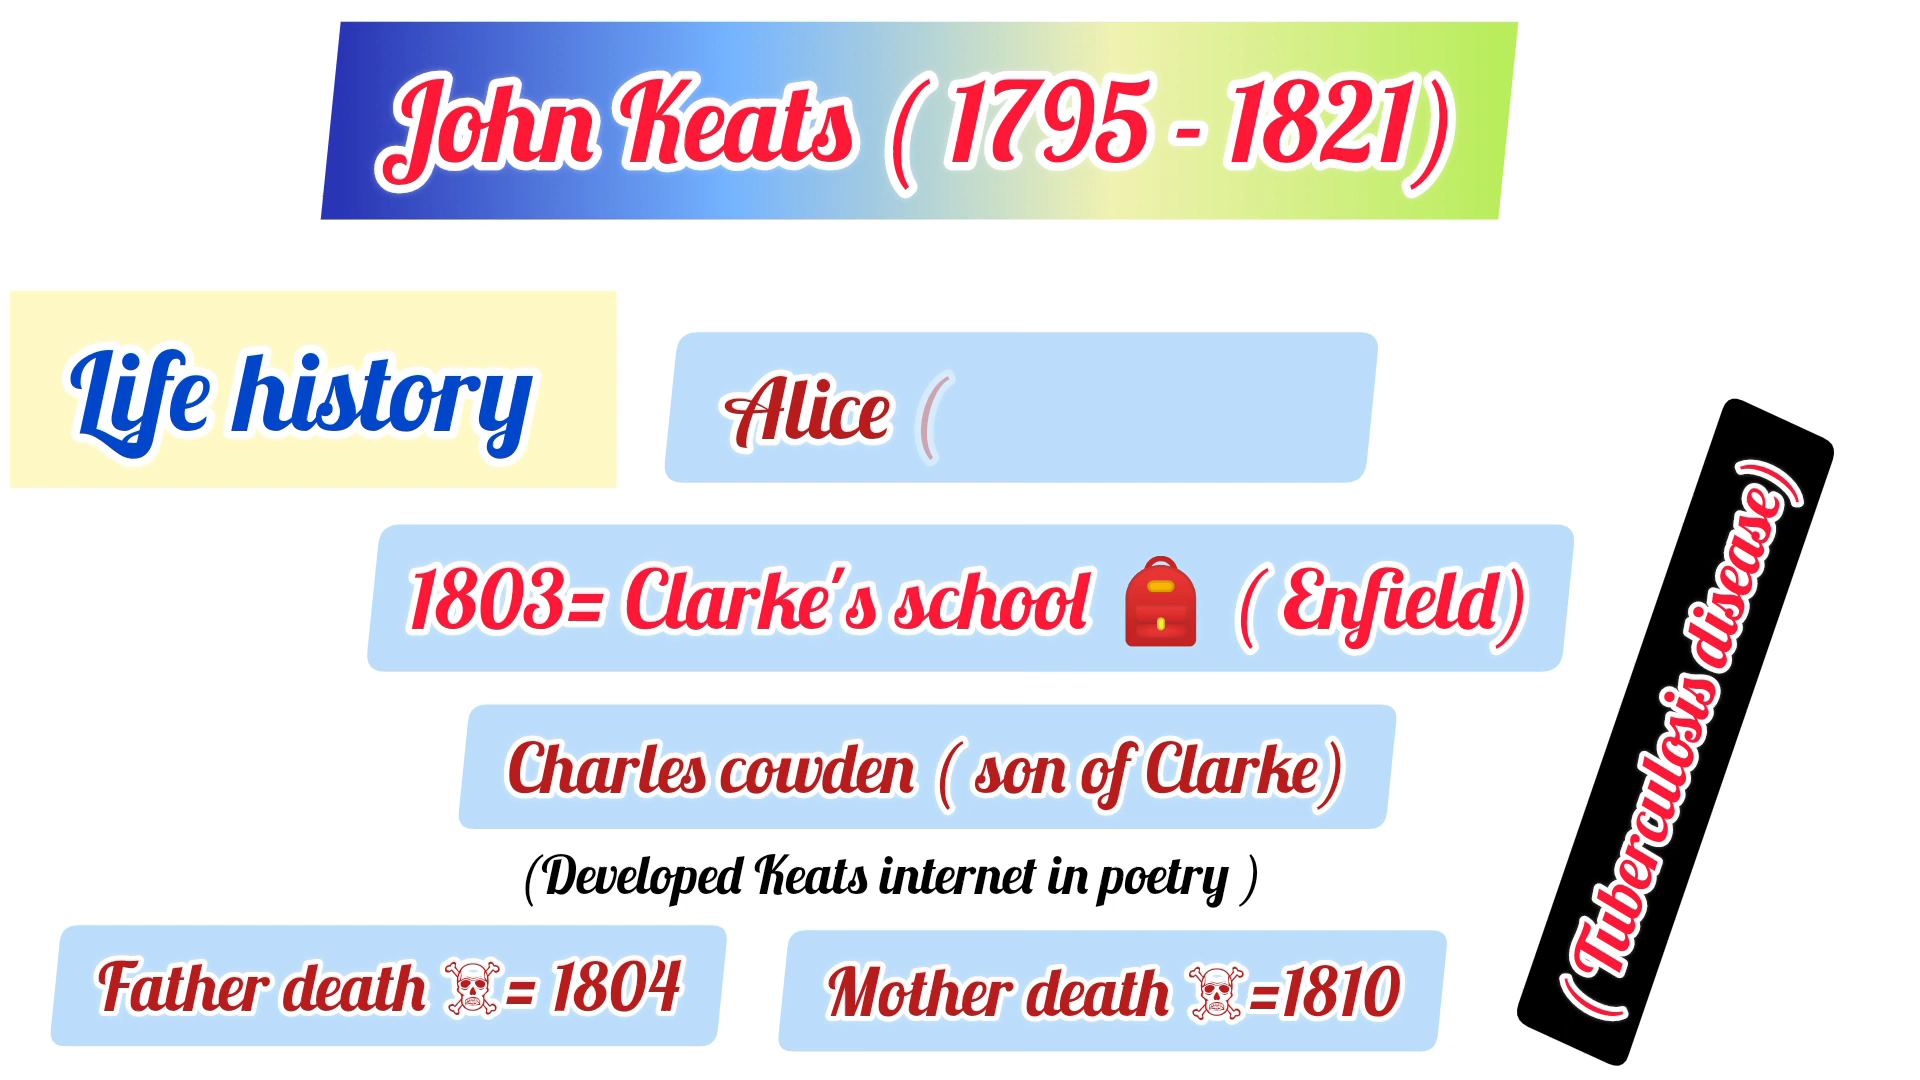 John Keats ( 1795 - 1821)
Life history
Alice (
1803= Clarke's school ( Enfield)
Charles cowden ( son of Clarke)
(Developed Keats internet in poetry )
Father death = 1804
Mother death =1810
( Tuberculosis disease)